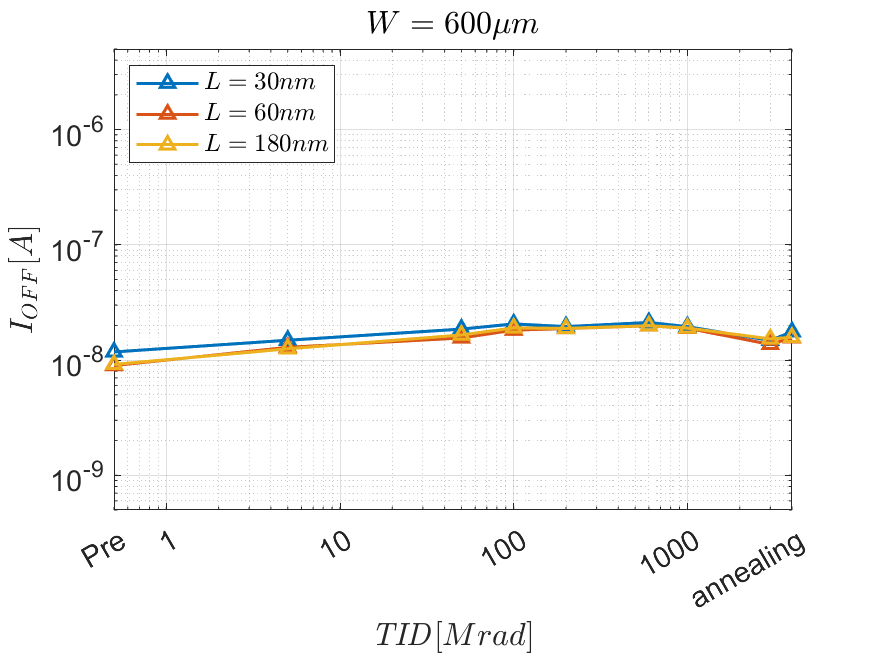 W = 600μm
L = 30nm
L = 60nm
L = 180nm
10^-6
10^-7
10^-8
10^-9
I_OFF[A]
Pre 1 10 100 1000 annealing
TID[Mrad]